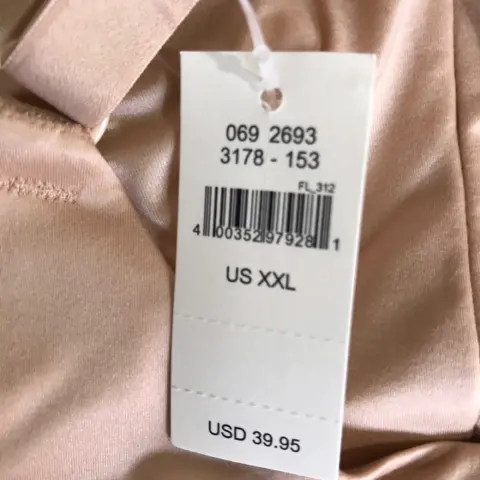 069 2693
3178 - 153
FL_312
4 00352 97928 1
US XXL
USD 39.95